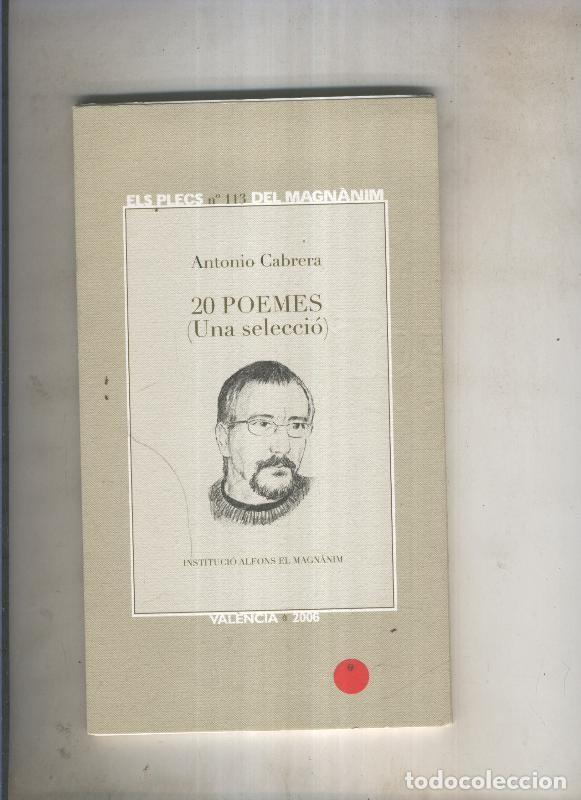 ELS PLECS nº 113 DEL MAGNÀNIM
Antonio Cabrera
20 POEMES
(Una selecció)
INSTITUCIÓ ALFONS EL MAGNÀNIM
VALÈNCIA 2006
todocoleccion.net